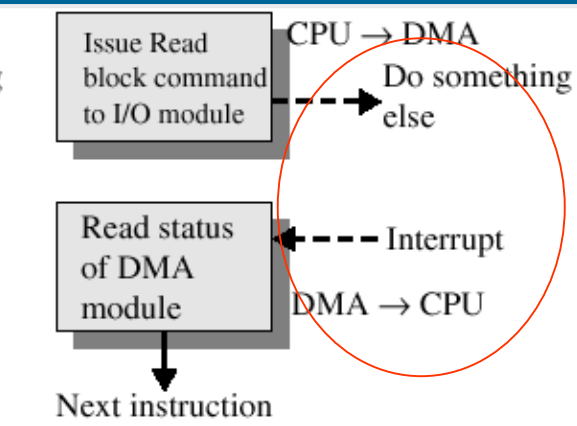 Issue Read
block command
to I/O module
CPU → DMA
Do something
else
Read status
of DMA
module
Interrupt
DMA → CPU
Next instruction